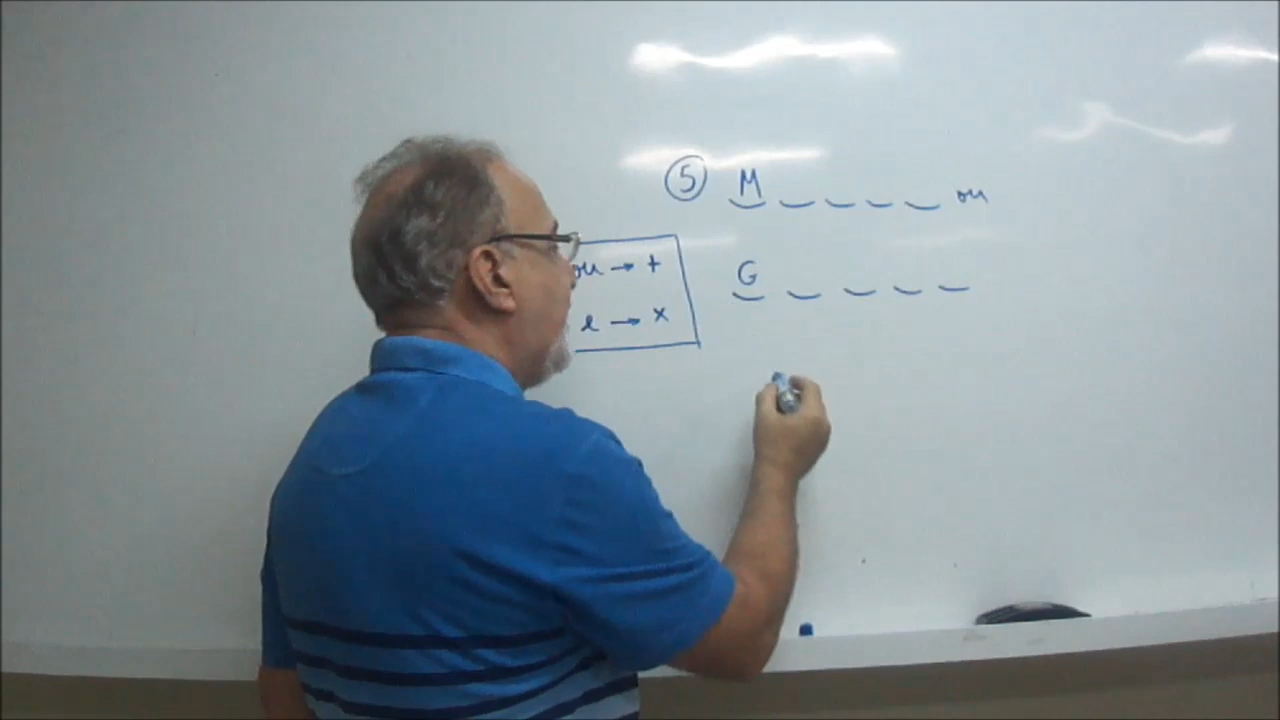 ⑤ M _ _ _ _ ou
G _ _ _ _
ou → +
e → x